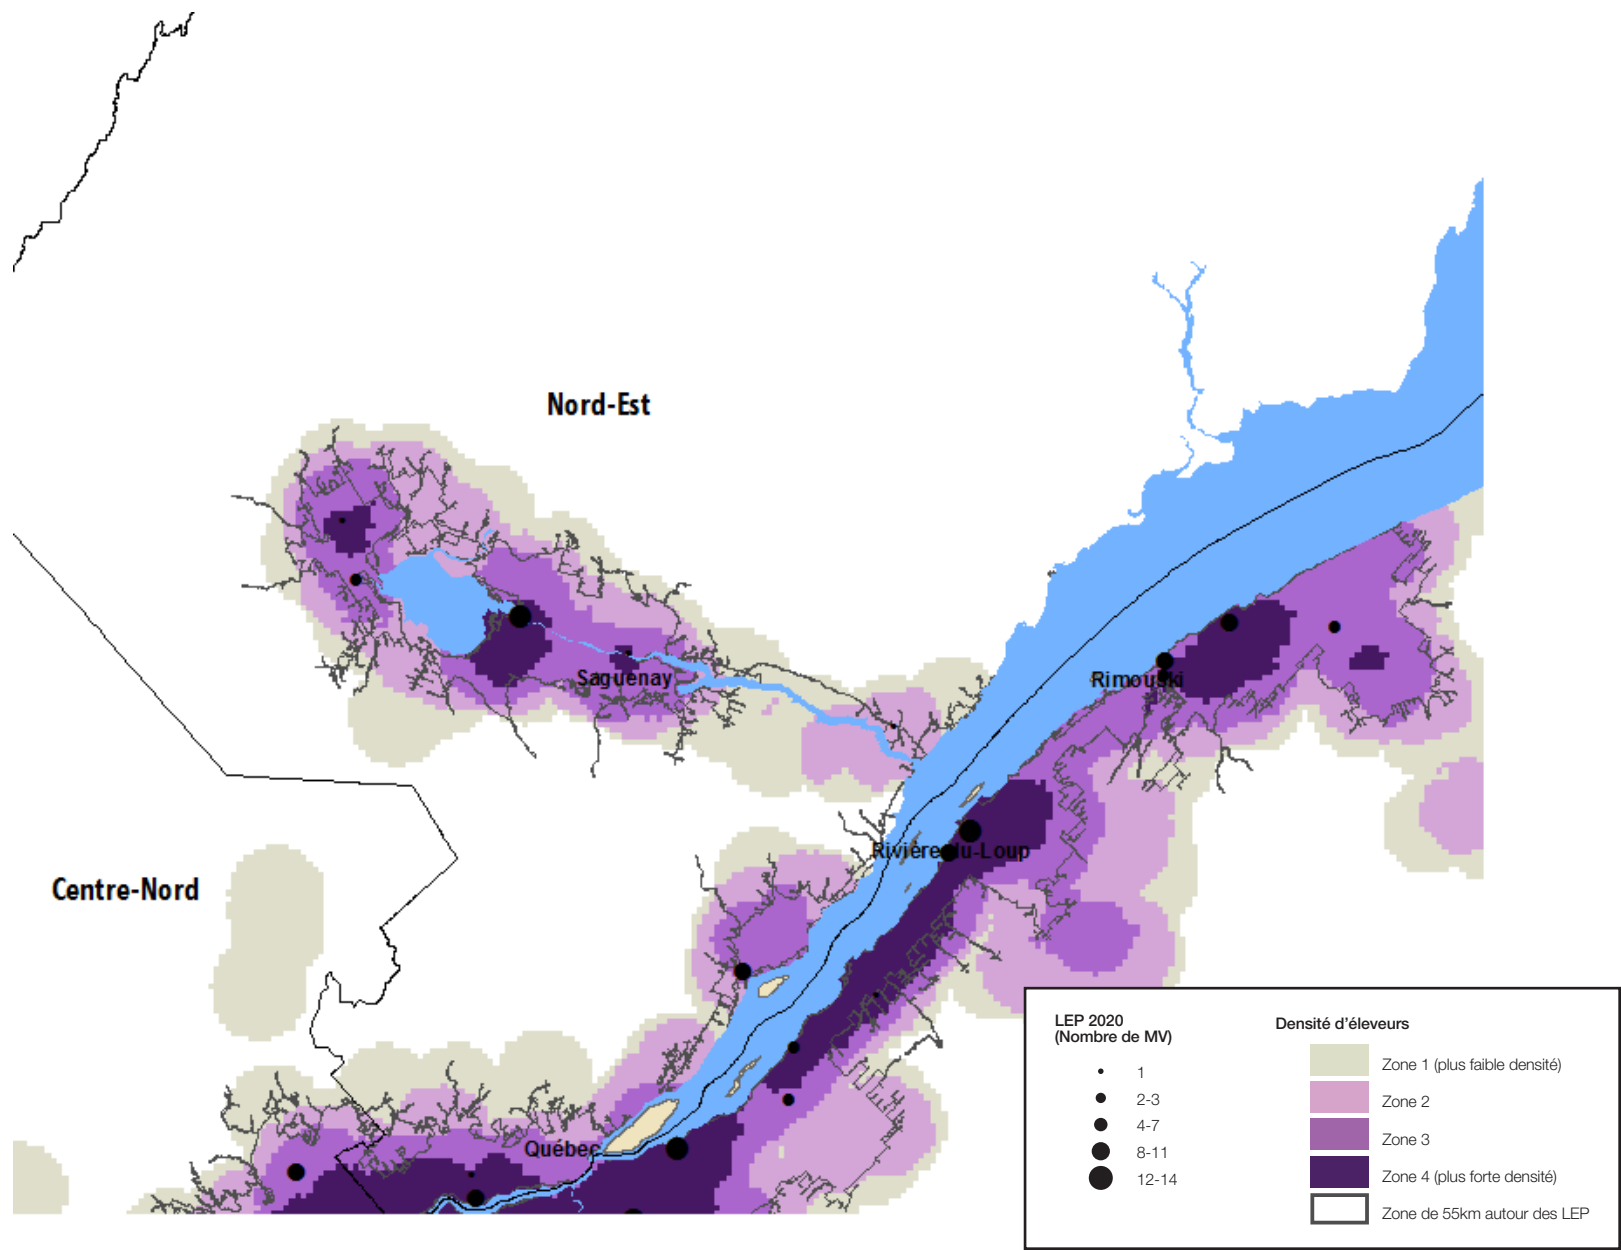 Nord-Est
Saguenay
Rimouski
Rivière-du-Loup
Centre-Nord
Québec
LEP 2020
(Nombre de MV)
1
2-3
4-7
8-11
12-14
Densité d'éleveurs
Zone 1 (plus faible densité)
Zone 2
Zone 3
Zone 4 (plus forte densité)
Zone de 55km autour des LEP